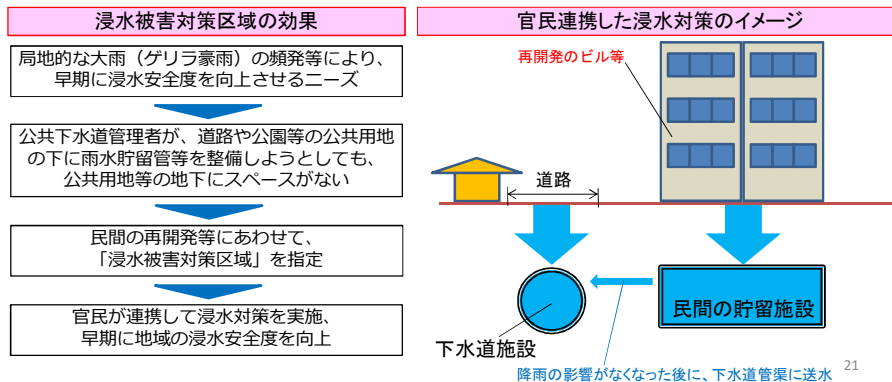 浸水被害対策区域の効果
局地的な大雨（ゲリラ豪雨）の頻発等により、
早期に浸水安全度を向上させるニーズ
公共下水道管理者が、道路や公園等の公共用地
の下に雨水貯留管等を整備しようとしても、
公共用地等の地下にスペースがない
民間の再開発等にあわせて、
「浸水被害対策区域」を指定
官民が連携して浸水対策を実施、
早期に地域の浸水安全度を向上
官民連携した浸水対策のイメージ
再開発のビル等
道路
民間の貯留施設
下水道施設
降雨の影響がなくなった後に、下水道管渠に送水
21